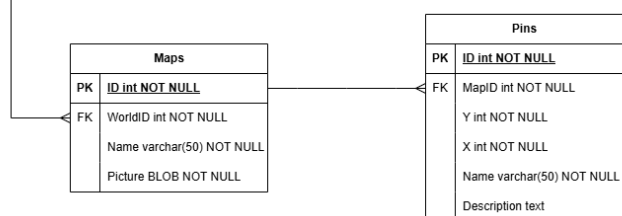 Maps
PK ID int NOT NULL
FK WorldID int NOT NULL
Name varchar(50) NOT NULL
Picture BLOB NOT NULL
Pins
PK ID int NOT NULL
FK MapID int NOT NULL
Y int NOT NULL
X int NOT NULL
Name varchar(50) NOT NULL
Description text